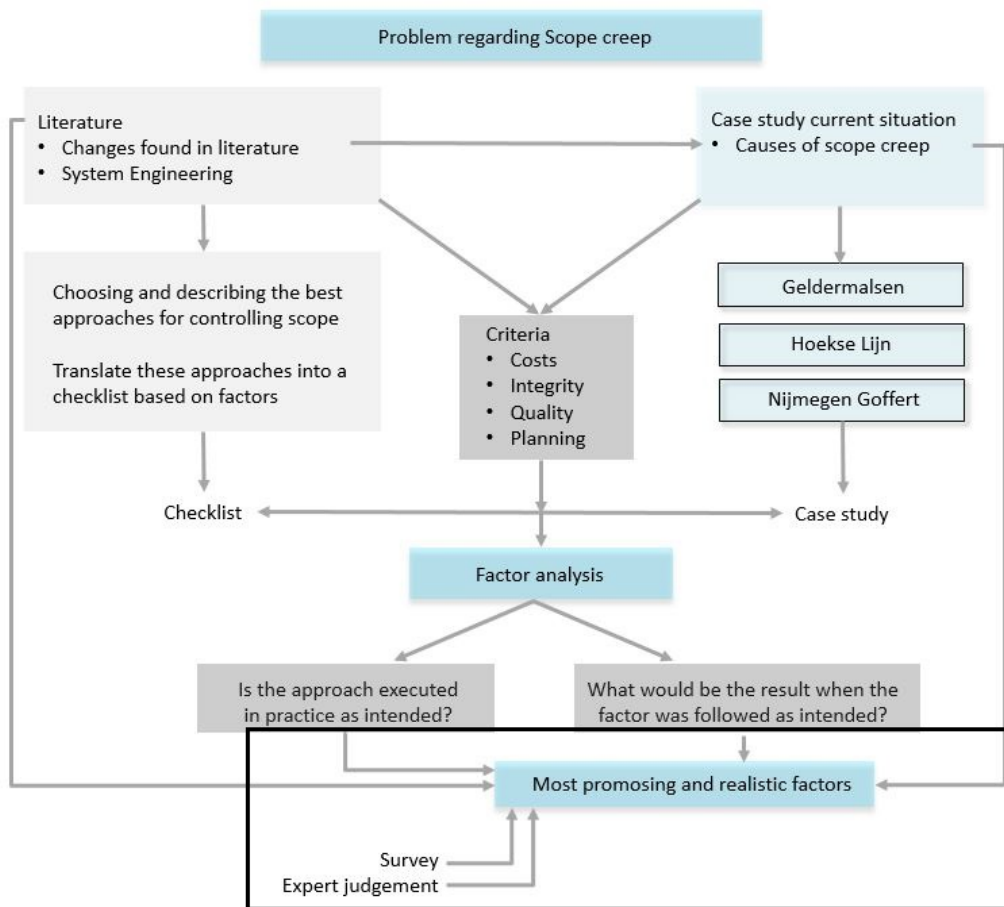 Problem regarding Scope creep
Literature
• Changes found in literature
• System Engineering
Case study current situation
• Causes of scope creep
Choosing and describing the best
approaches for controlling scope
Translate these approaches into a
checklist based on factors
Criteria
• Costs
• Integrity
• Quality
• Planning
Geldermalsen
Hoekse Lijn
Nijmegen Goffert
Checklist
Case study
Factor analysis
Is the approach executed
in practice as intended?
What would be the result when the
factor was followed as intended?
Most promosing and realistic factors
Survey
Expert judgement